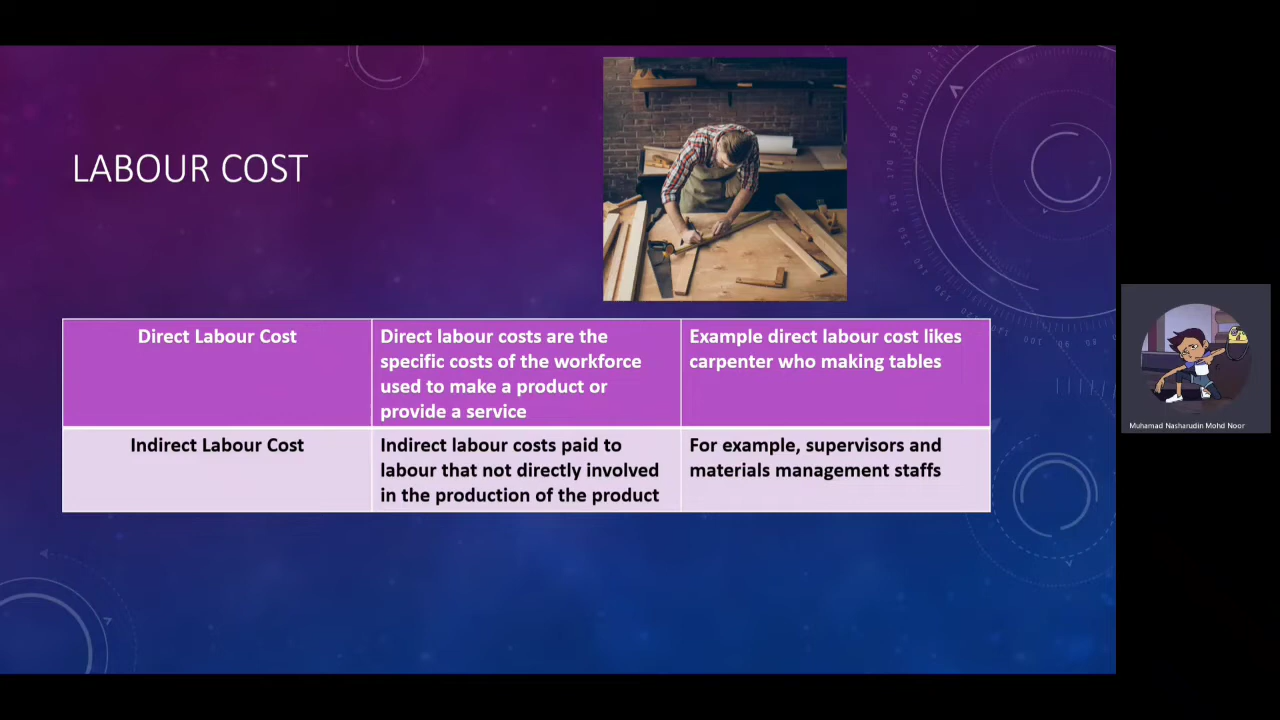 LABOUR COST
Direct Labour Cost
Direct labour costs are the
specific costs of the workforce
used to make a product or
provide a service
Example direct labour cost likes
carpenter who making tables
Indirect Labour Cost
Indirect labour costs paid to
labour that not directly involved
in the production of the product
For example, supervisors and
materials management staffs
Muhamad Nasharudin Mohd Noor